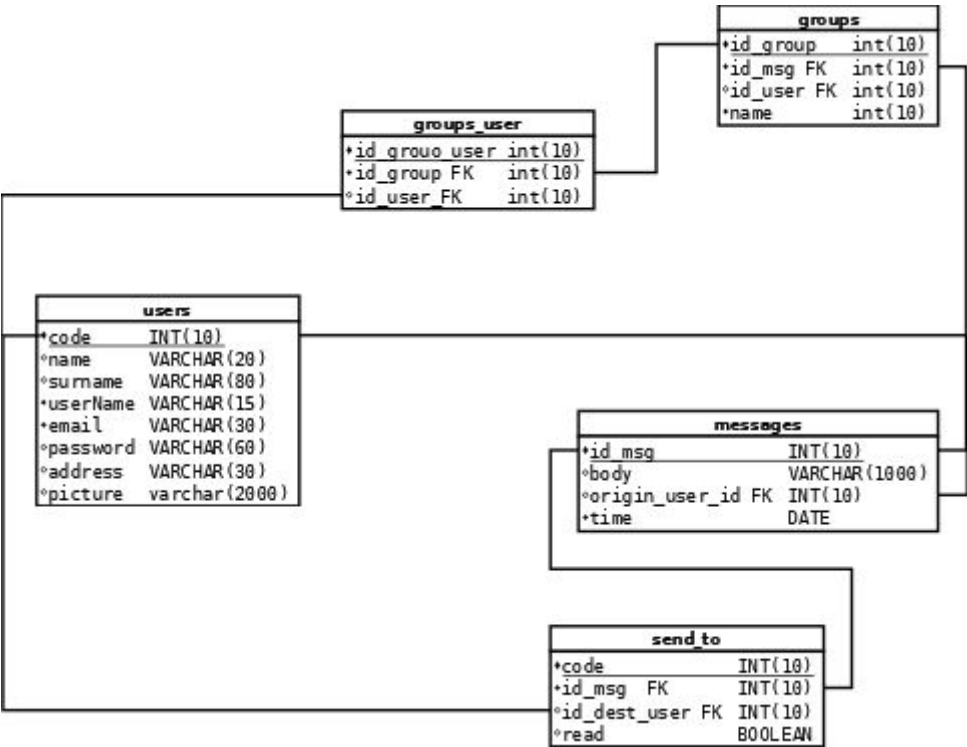 groups
id_group int(10)
id_msg FK int(10)
id_user FK int(10)
name int(10)
groups_user
id_grouo_user int(10)
id_group FK int(10)
id_user_FK int(10)
users
code INT(10)
name VARCHAR(20)
surname VARCHAR(80)
userName VARCHAR(15)
email VARCHAR(30)
password VARCHAR(60)
address VARCHAR(30)
picture varchar(2000)
messages
id_msg INT(10)
body VARCHAR(1000)
origin_user_id FK INT(10)
time DATE
send_to
code INT(10)
id_msg FK INT(10)
id_dest_user FK INT(10)
read BOOLEAN